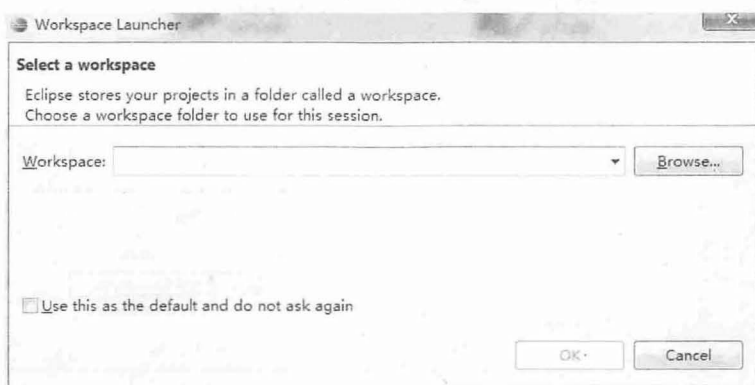 Workspace Launcher
Select a workspace
Eclipse stores your projects in a folder called a workspace.
Choose a workspace folder to use for this session.
Workspace:
Browse...
Use this as the default and do not ask again
OK
Cancel